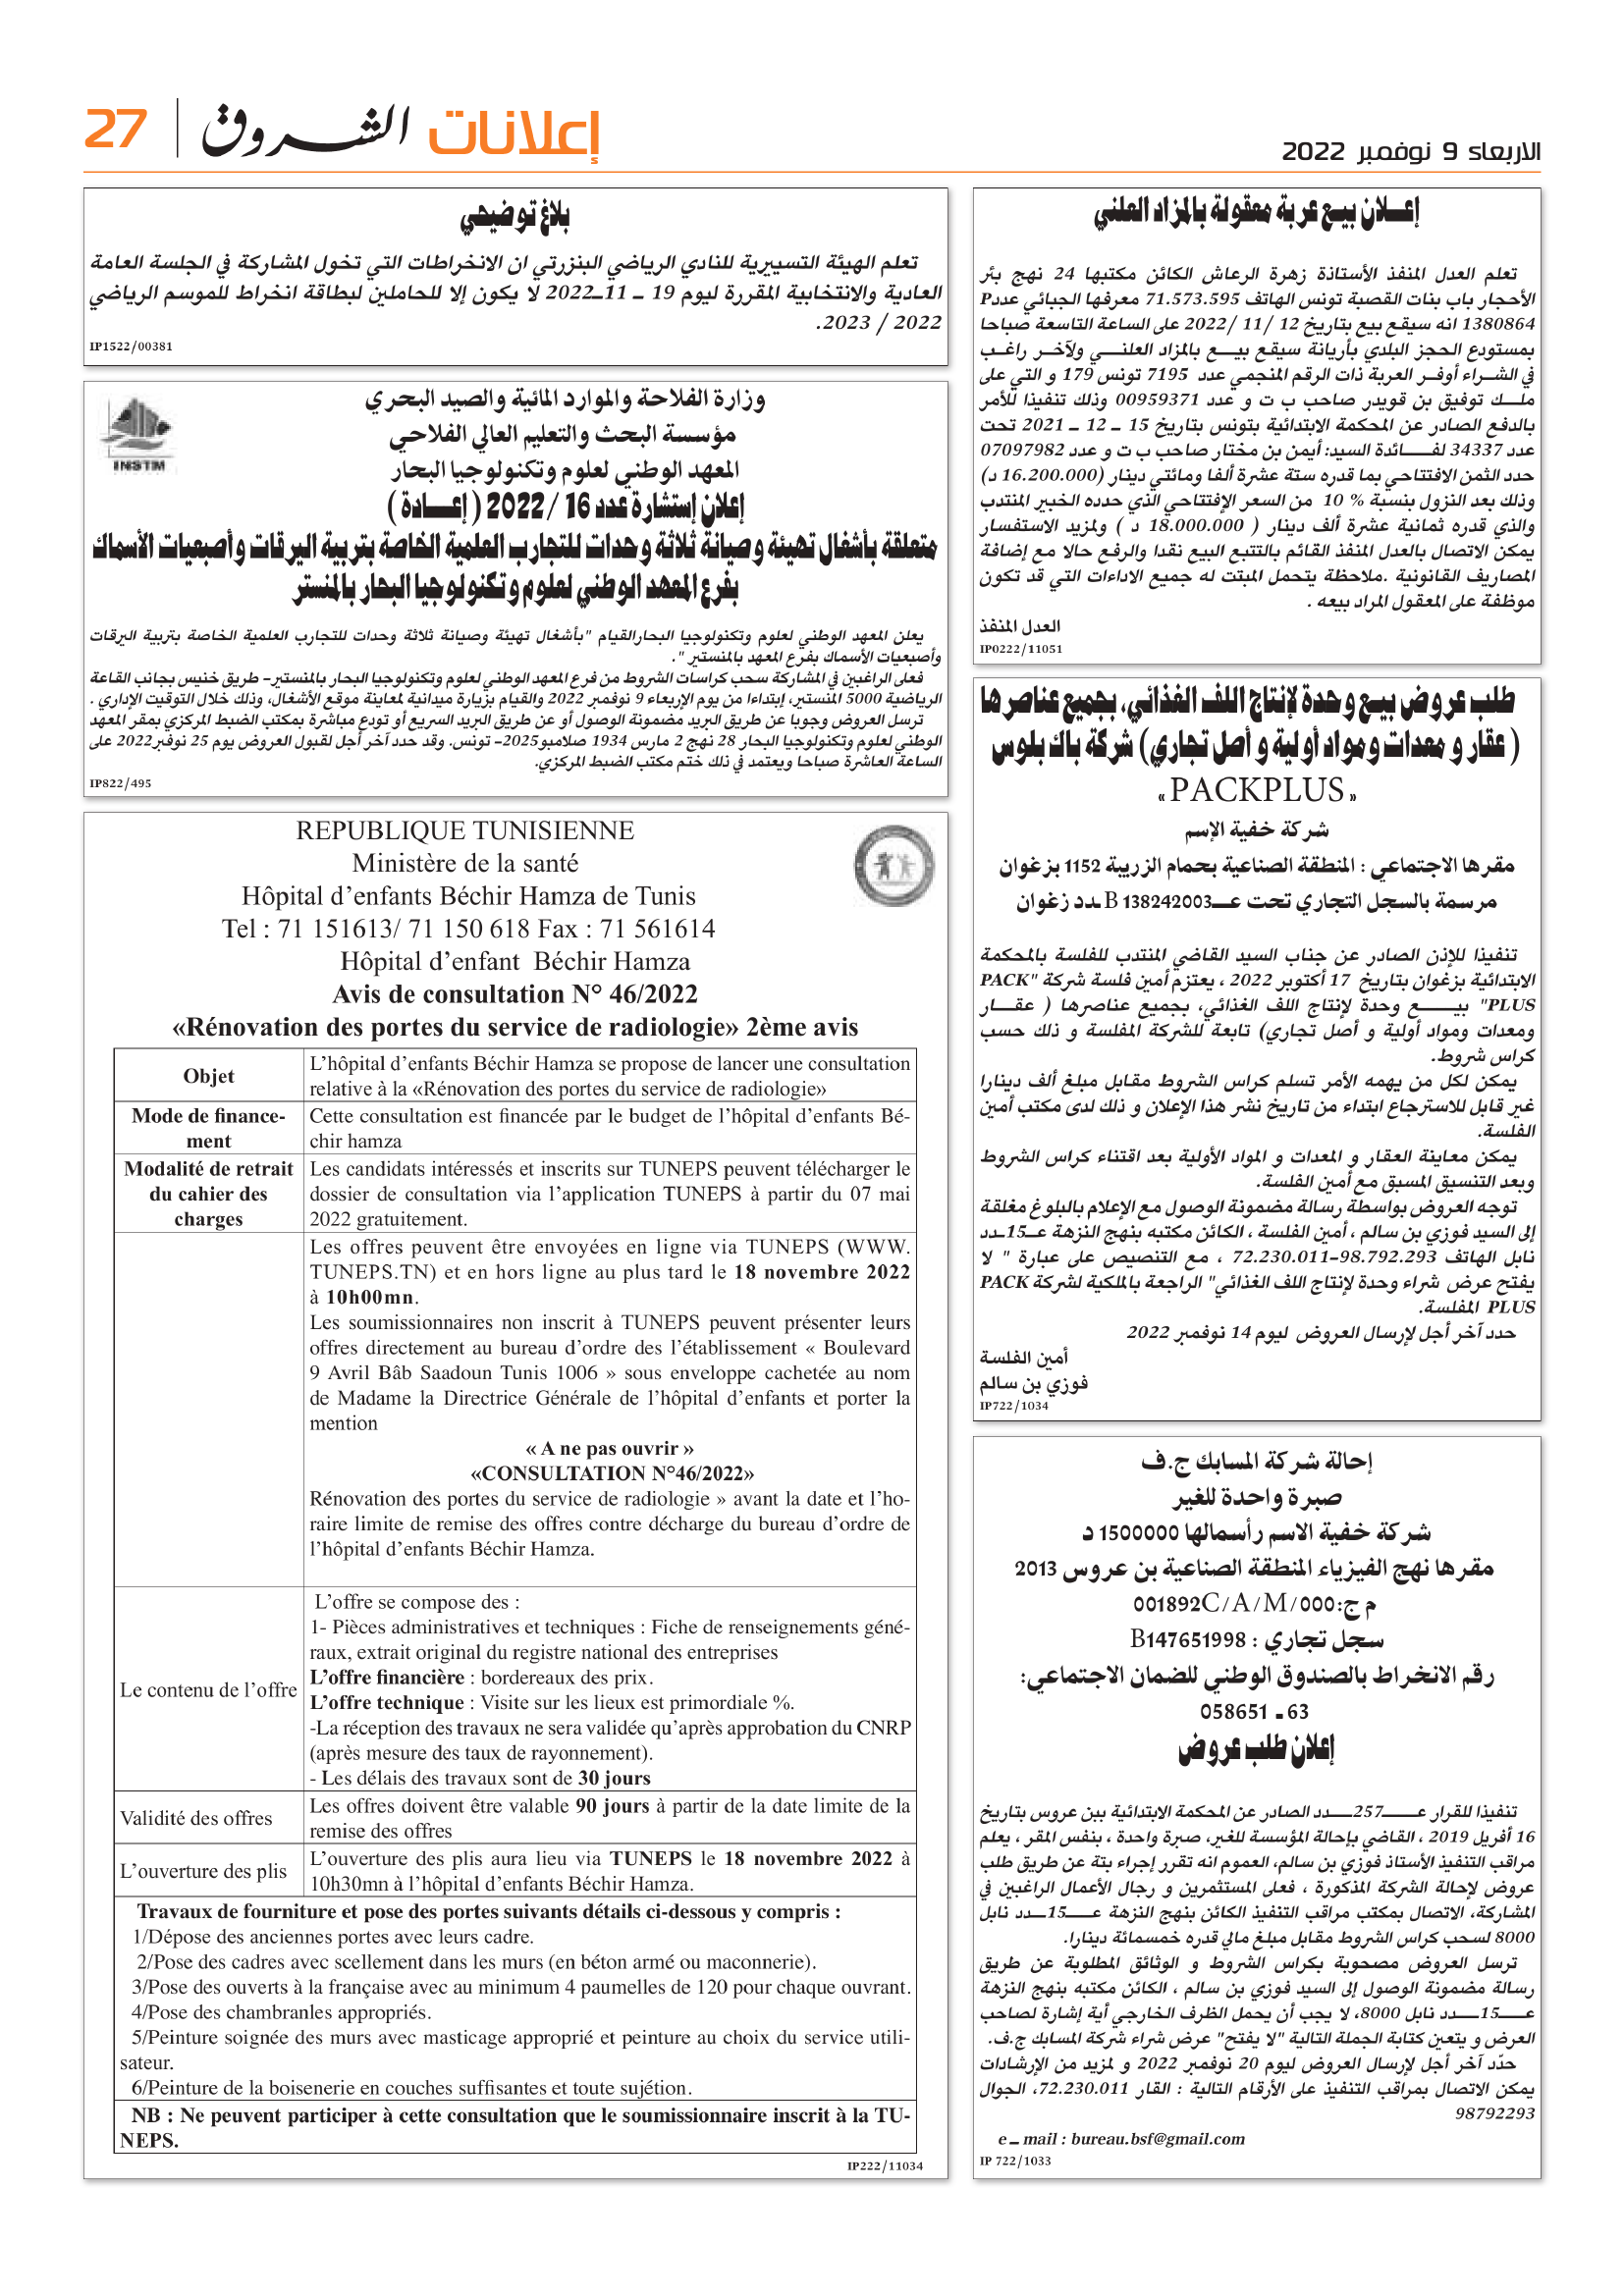 الاربعاء 9 نوفمبر 2022
إعلانات
الشروق
27
إعـــلان بيـــع عربة معقولة بالمزاد العلني
تعلم العدل المنفذ الأستاذة زهرة الرعاش الكائن مكتبها 24 نهج بئر
الأحجار باب بنات القصبة تونس الهاتف 71.573.595 معرفها الجبائي عددP
1380864 انه سيقع بيع بتاريخ 12 /11 /2022 على الساعة التاسعة صباحا
بمستودع الحجز البلدي بأريانة سيقع بيـــع بالمزاد العلنـــي ولآخــر راغـب
في الشــراء أوفــر العربة ذات الرقم المنجمي عدد 7195 تونس 179 و التي على
ملــك توفيق بن قويدر صاحب ب ت و عدد 00959371 وذلك تنفيذا للأمر
بالدفع الصادر عن المحكمة الابتدائية بتونس بتاريخ 15 ــ 12 ــ 2021 تحت
عدد 34337 لفـــــائدة السيد: أيمن بن مختار صاحب ب ت و عدد 07097982
حدد الثمن الافتتاحي بما قدره ستة عشرة ألفا ومائتي دينار (16.200.000 د)
وذلك بعد النزول بنسبة % 10 من السعر الإفتتاحي الذي حدده الخبير المنتدب
والذي قدره ثمانية عشرة ألف دينار ( 18.000.000 د ) ولمزيد الاستفسار
يمكن الاتصال بالعدل المنفذ القائم بالتتبع البيع نقدا والرفع حالا مع إضافة
المصاريف القانونية .ملاحظة يتحمل المبتت له جميع الاداءات التي قد تكون
موظفة على المعقول المراد بيعه .
العدل المنفذ
IP0222/11051
طلب عروض بيع وحدة لإنتاج اللف الغذائي، بجميع عناصرها
( عقار و معدات ومواد أولية و أصل تجاري) شركة باك بلوس
« PACKPLUS »
شركة خفية الإسم
مقرها الاجتماعي : المنطقة الصناعية بحمام الزريبة 1152 بزغوان
مرسمة بالسجل التجاري تحت عـــB 138242003ـدد زغوان
تنفيذا للإذن الصادر عن جناب السيد القاضي المنتدب للفلسة بالمحكمة
الابتدائية بزغوان بتاريخ 17 أكتوبر 2022 ، يعتزم أمين فلسة شركة "PACK
PLUS" بيـــــع وحدة لإنتاج اللف الغذائي، بجميع عناصرها ( عقـــار
ومعدات ومواد أولية و أصل تجاري) تابعة للشركة المفلسة و ذلك حسب
كراس شروط.
يمكن لكل من يهمه الأمر تسلم كراس الشروط مقابل مبلغ ألف دينارا
غير قابل للاسترجاع ابتداء من تاريخ نشر هذا الإعلان و ذلك لدى مكتب أمين
الفلسة.
يمكن معاينة العقار و المعدات و المواد الأولية بعد اقتناء كراس الشروط
وبعد التنسيق المسبق مع أمين الفلسة.
توجه العروض بواسطة رسالة مضمونة الوصول مع الإعلام بالبلوغ مغلقة
إلى السيد فوزي بن سالم ، أمين الفلسة ، الكائن مكتبه بنهج النزهة عـ15ـدد
نابل الهاتف 98.792.293-72.230.011 ، مع التنصيص على عبارة " لا
يفتح عرض شراء وحدة لإنتاج اللف الغذائي" الراجعة بالملكية لشركة PACK
PLUS المفلسة.
حدد آخر أجل لإرسال العروض ليوم 14 نوفمبر 2022
أمين الفلسة
فوزي بن سالم
IP722/1034
إحالة شركة المسابك ج.ف
صبرة واحدة للغير
شركة خفية الاسم رأسمالها 1500000 د
مقرها نهج الفيزياء المنطقة الصناعية بن عروس 2013
م ج:001892C/A/M/000
سجل تجاري : B147651998
رقم الانخراط بالصندوق الوطني للضمان الاجتماعي:
63 ـ 058651
إعلان طلب عروض
تنفيذا للقرار عـــــ257ـــــدد الصادر عن المحكمة الابتدائية ببن عروس بتاريخ
16 أفريل 2019 ، القاضي بإحالة المؤسسة للغير، صبرة واحدة ، بنفس المقر ، يعلم
مراقب التنفيذ الأستاذ فوزي بن سالم، العموم انه تقرر إجراء بتة عن طريق طلب
عروض لإحالة الشركة المذكورة ، فعلى المستثمرين و رجال الأعمال الراغبين في
المشاركة، الاتصال بمكتب مراقب التنفيذ الكائن بنهج النزهة عـــــ15ـــــدد نابل
8000 لسحب كراس الشروط مقابل مبلغ مالي قدره خمسمائة دينارا.
ترسل العروض مصحوبة بكراس الشروط و الوثائق المطلوبة عن طريق
رسالة مضمونة الوصول إلى السيد فوزي بن سالم ، الكائن مكتبه بنهج النزهة
عـــــ15ـــــدد نابل 8000، لا يجب أن يحمل الظرف الخارجي أية إشارة لصاحب
العرض و يتعين كتابة الجملة التالية "لا يفتح" عرض شراء شركة المسابك ج.ف.
حدّد آخر أجل لإرسال العروض ليوم 20 نوفمبر 2022 و لمزيد من الإرشادات
يمكن الاتصال بمراقب التنفيذ على الأرقام التالية : القار 72.230.011، الجوال
98792293
e – mail : bureau.bsf@gmail.com
IP 722/1033
بلاغ توضيحي
تعلم الهيئة التسييرية للنادي الرياضي البنزرتي ان الانخراطات التي تخول المشاركة في الجلسة العامة
العادية والانتخابية المقررة ليوم 19 ــ 11ــ2022 لا يكون إلا للحاملين لبطاقة انخراط للموسم الرياضي
2022 / 2023.
IP1522/00381
INSTM
وزارة الفلاحة والموارد المائية والصيد البحري
مؤسسة البحث والتعليم العالي الفلاحي
المعهد الوطني لعلوم وتكنولوجيا البحار
إعلان إستشارة عدد 16 /2022 ( إعـــادة )
متعلقة بأشغال تهيئة وصيانة ثلاثة وحدات للتجارب العلمية الخاصة بتربية اليرقات وأصبعيات الأسماك
بفرع المعهد الوطني لعلوم وتكنولوجيا البحار بالمنستر
يعلن المعهد الوطني لعلوم وتكنولوجيا البحارالقيام "بأشغال تهيئة وصيانة ثلاثة وحدات للتجارب العلمية الخاصة بتربية اليرقات
وأصبعيات الأسماك بفرع المعهد بالمنستير ".
فعلى الراغبين في المشاركة سحب كراسات الشروط من فرع المعهد الوطني لعلوم وتكنولوجيا البحار بالمنستير- طريق خنيس بجانب القاعة
الرياضية 5000 المنستير، إبتداءا من يوم الإربعاء 9 نوفمبر 2022 والقيام بزيارة ميدانية لمعاينة موقع الأشغال، وذلك خلال التوقيت الإداري .
ترسل العروض وجوبا عن طريق البريد مضمونة الوصول أو عن طريق البريد السريع أو تودع مباشرة بمكتب الضبط المركزي بمقر المعهد
الوطني لعلوم وتكنولوجيا البحار 28 نهج 2 مارس 1934 صلامبو2025- تونس. وقد حدد آخر أجل لقبول العروض يوم 25 نوفبر2022 على
الساعة العاشرة صباحا ويعتمد في ذلك ختم مكتب الضبط المركزي.
IP822/495
REPUBLIQUE TUNISIENNE
Ministère de la santé
Hôpital d’enfants Béchir Hamza de Tunis
Tel : 71 151613/ 71 150 618 Fax : 71 561614
Hôpital d’enfant Béchir Hamza
Avis de consultation N° 46/2022
«Rénovation des portes du service de radiologie» 2ème avis
Objet
L’hôpital d’enfants Béchir Hamza se propose de lancer une consultation
relative à la «Rénovation des portes du service de radiologie»
Mode de finance-
ment
Cette consultation est financée par le budget de l’hôpital d’enfants Bé-
chir hamza
Modalité de retrait
du cahier des
charges
Les candidats intéressés et inscrits sur TUNEPS peuvent télécharger le
dossier de consultation via l’application TUNEPS à partir du 07 mai
2022 gratuitement.
Les offres peuvent être envoyées en ligne via TUNEPS (WWW.
TUNEPS.TN) et en hors ligne au plus tard le 18 novembre 2022
à 10h00mn.
Les soumissionnaires non inscrit à TUNEPS peuvent présenter leurs
offres directement au bureau d’ordre des l’établissement « Boulevard
9 Avril Bâb Saadoun Tunis 1006 » sous enveloppe cachetée au nom
de Madame la Directrice Générale de l’hôpital d’enfants et porter la
mention
« A ne pas ouvrir »
«CONSULTATION N°46/2022»
Rénovation des portes du service de radiologie » avant la date et l’ho-
raire limite de remise des offres contre décharge du bureau d’ordre de
l’hôpital d’enfants Béchir Hamza.
Le contenu de l’offre
L’offre se compose des :
1- Pièces administratives et techniques : Fiche de renseignements géné-
raux, extrait original du registre national des entreprises
L’offre financière : bordereaux des prix.
L’offre technique : Visite sur les lieux est primordiale %.
-La réception des travaux ne sera validée qu’après approbation du CNRP
(après mesure des taux de rayonnement).
- Les délais des travaux sont de 30 jours
Validité des offres
Les offres doivent être valable 90 jours à partir de la date limite de la
remise des offres
L’ouverture des plis
L’ouverture des plis aura lieu via TUNEPS le 18 novembre 2022 à
10h30mn à l’hôpital d’enfants Béchir Hamza.
Travaux de fourniture et pose des portes suivants détails ci-dessous y compris :
1/Dépose des anciennes portes avec leurs cadre.
2/Pose des cadres avec scellement dans les murs (en béton armé ou maconnerie).
3/Pose des ouverts à la française avec au minimum 4 paumelles de 120 pour chaque ouvrant.
4/Pose des chambranles appropriés.
5/Peinture soignée des murs avec masticage approprié et peinture au choix du service utili-
sateur.
6/Peinture de la boisenerie en couches suffisantes et toute sujétion.
NB : Ne peuvent participer à cette consultation que le soumissionnaire inscrit à la TU-
NEPS.
IP222/11034